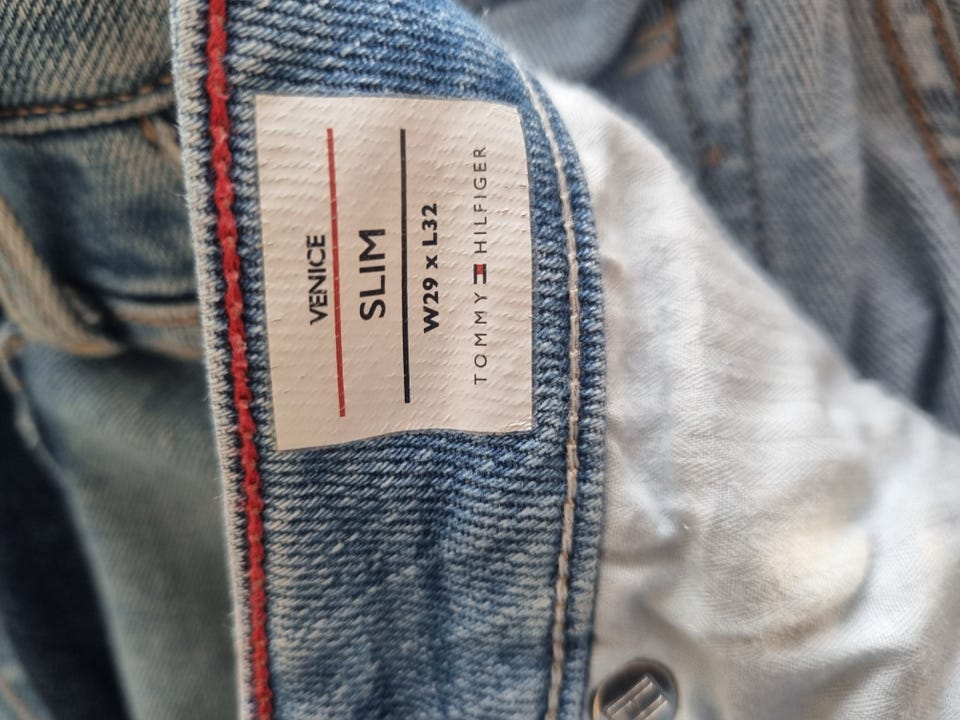 VENICE
SLIM
W29 x L32
TOMMY HILFIGER